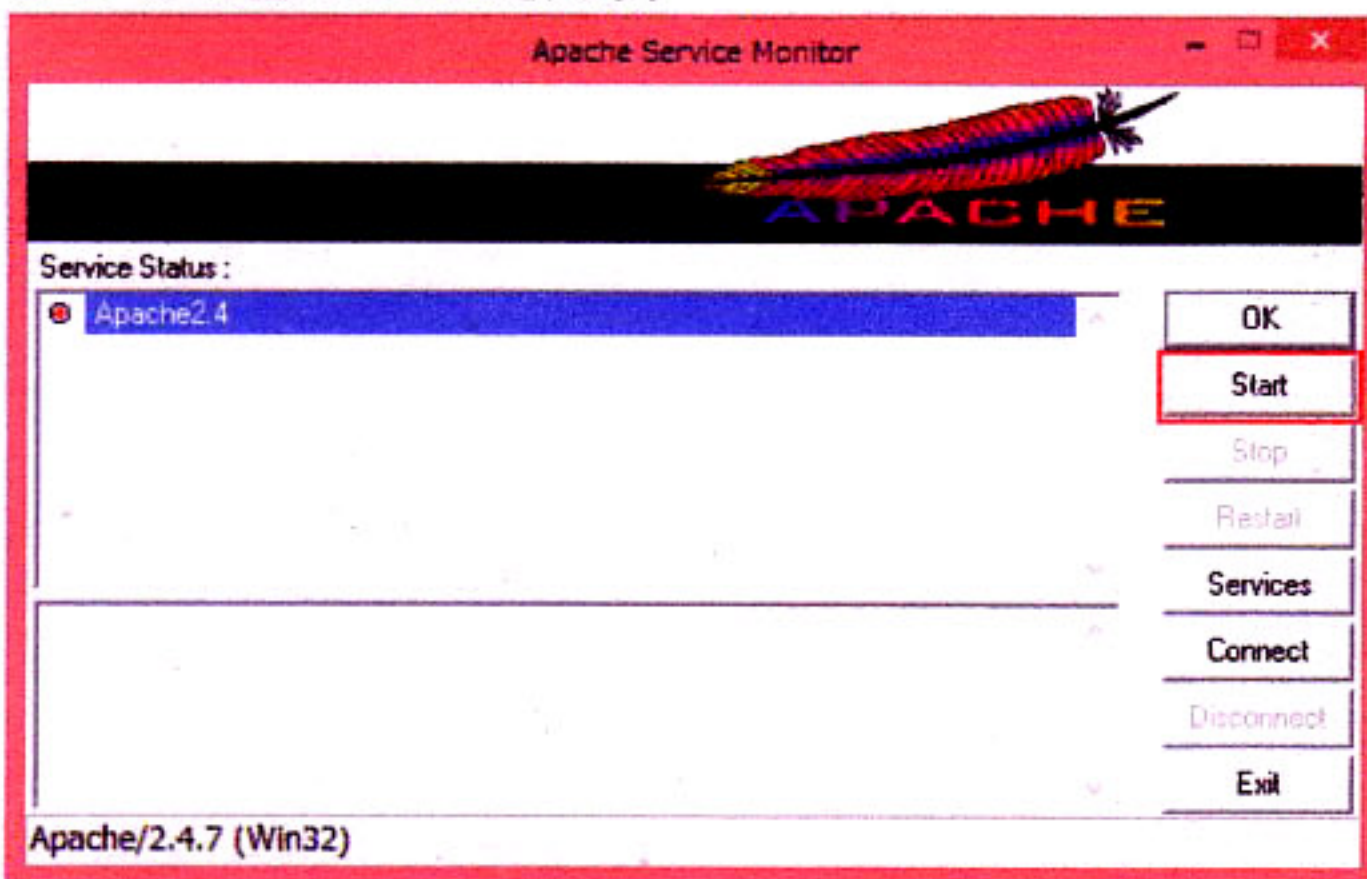 Apache Service Monitor
APACHE
Service Status :
Apache2.4
OK
Start
Stop
Restart
Services
Connect
Disconnect
Exit
Apache/2.4.7 (Win32)